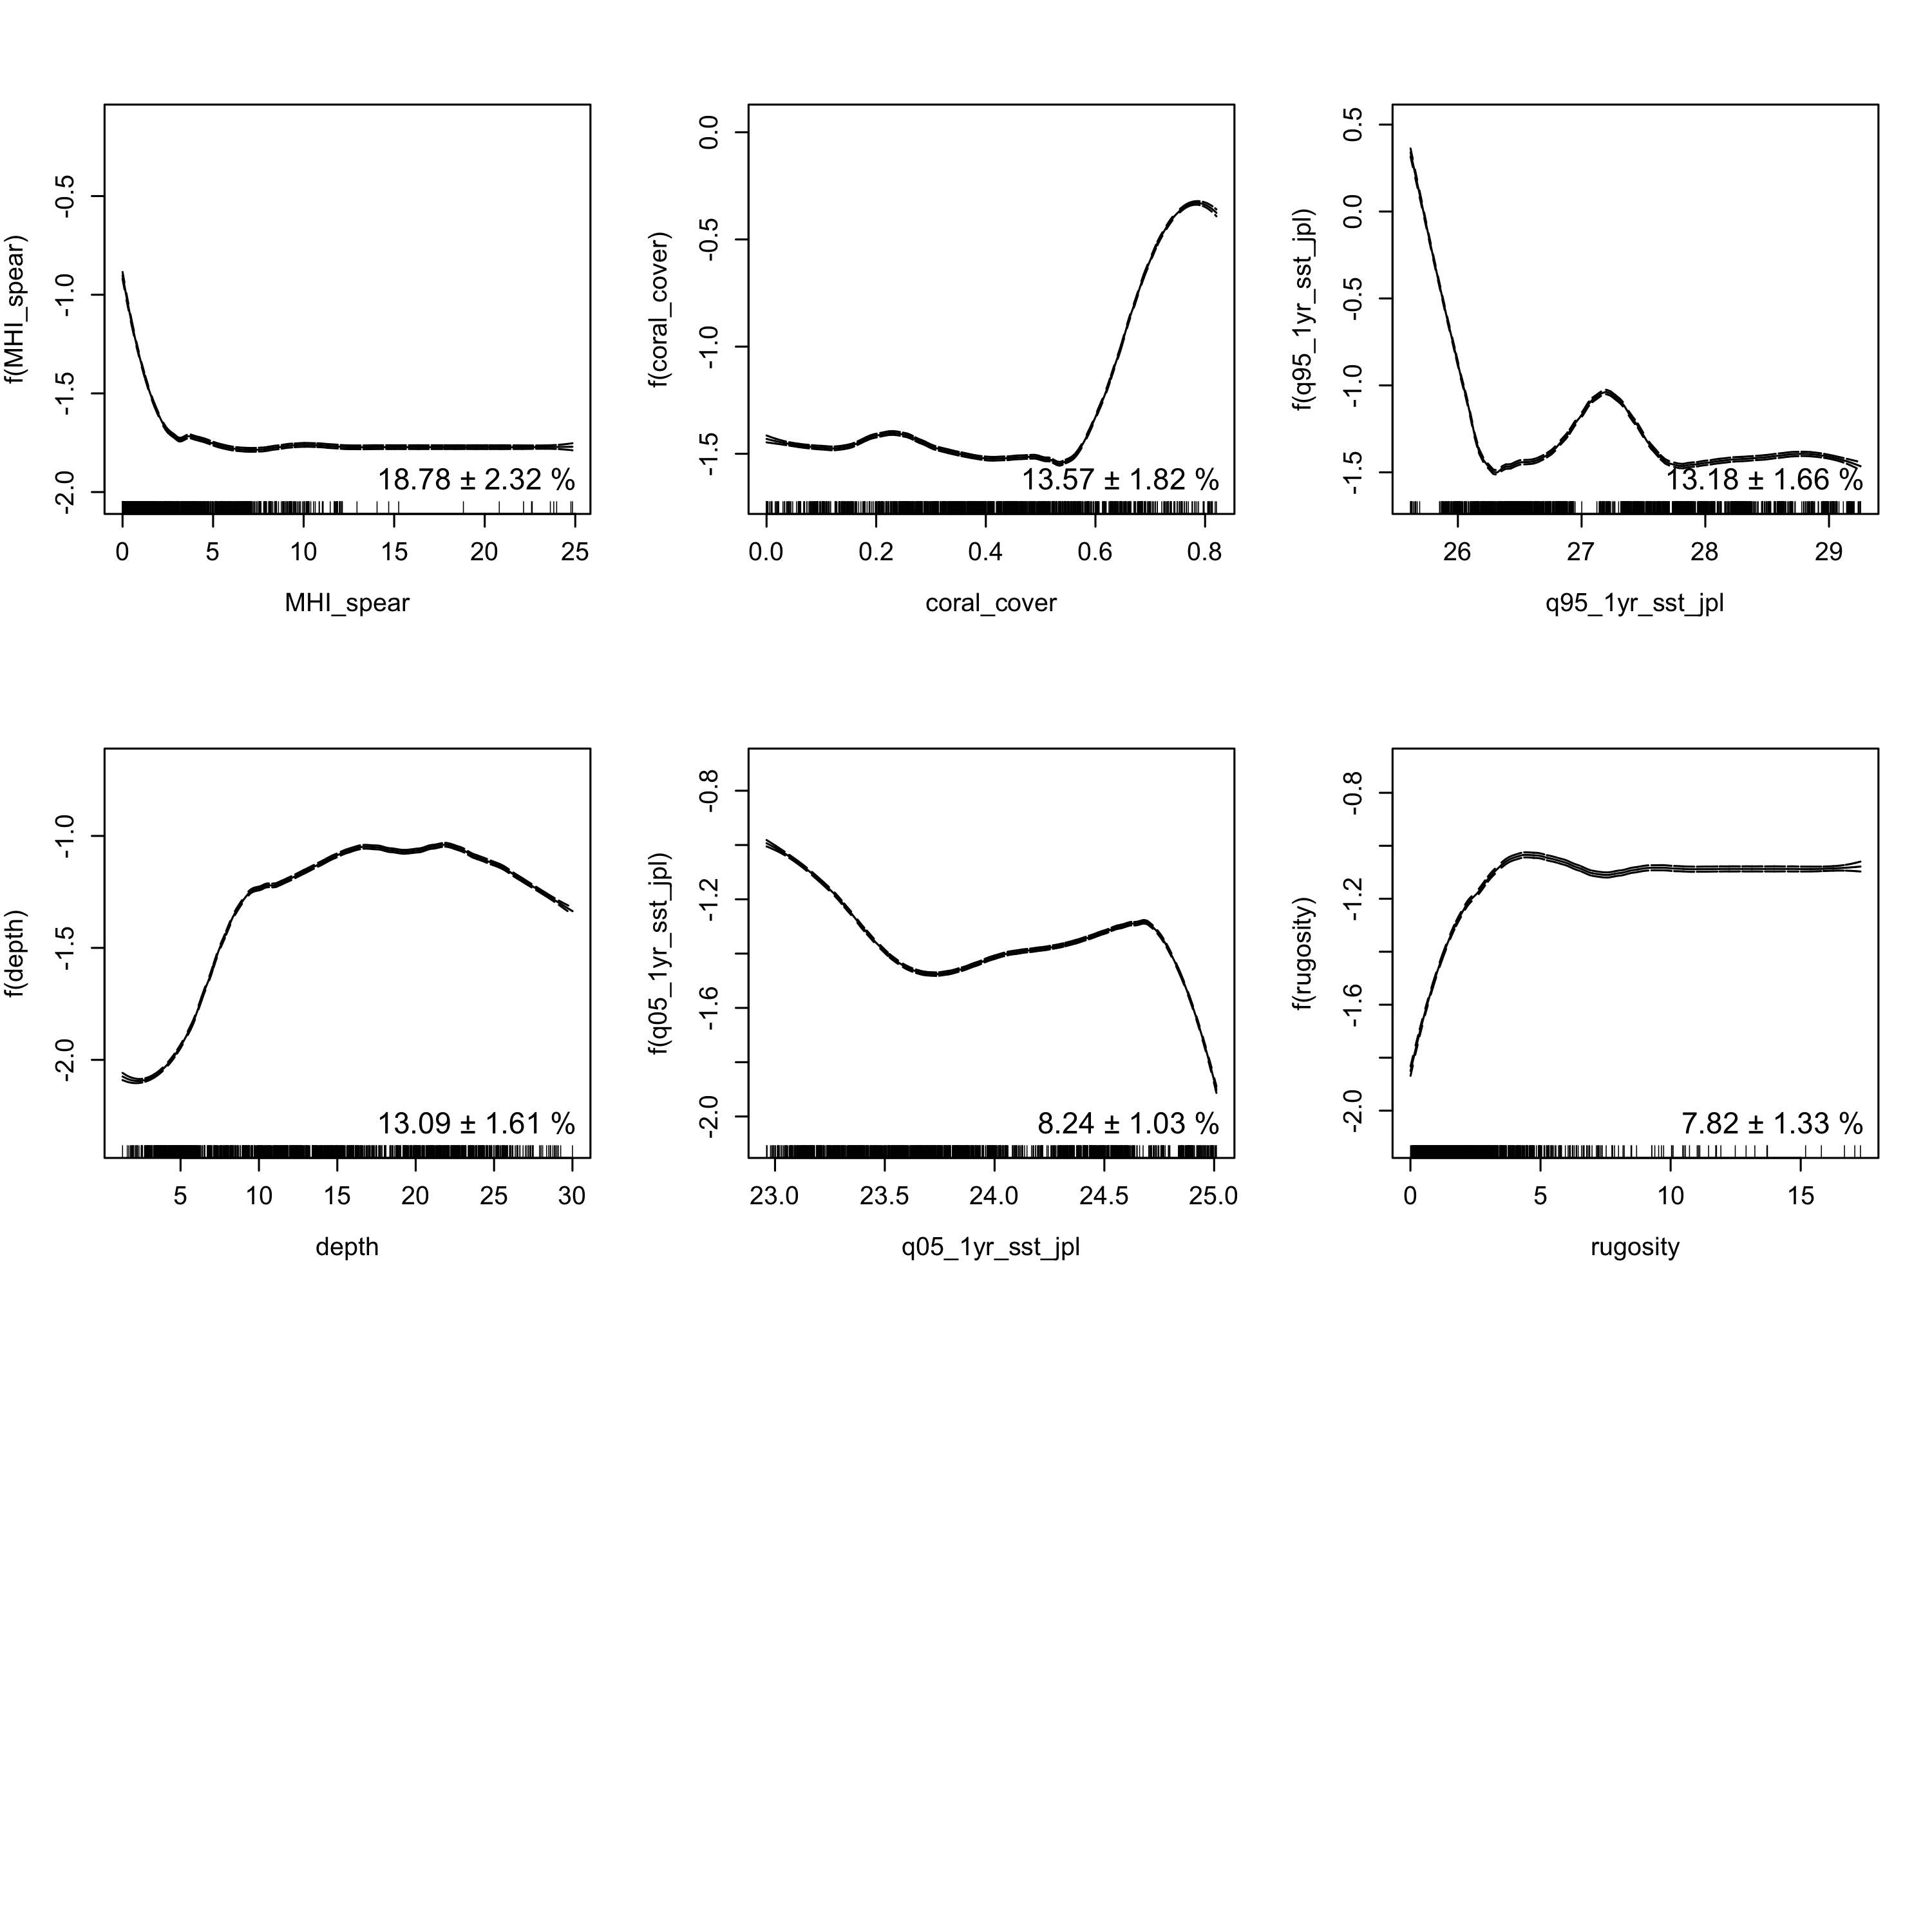 f(MHI_spear)
-0.5
-1.0
-1.5
-2.0
18.78 ± 2.32 %
0 5 10 15 20 25
MHI_spear
f(coral_cover)
0.0
-0.5
-1.0
-1.5
13.57 ± 1.82 %
0.0 0.2 0.4 0.6 0.8
coral_cover
f(q95_1yr_sst_jpl)
0.5
0.0
-0.5
-1.0
-1.5
13.18 ± 1.66 %
26 27 28 29
q95_1yr_sst_jpl
f(depth)
-1.0
-1.5
-2.0
13.09 ± 1.61 %
5 10 15 20 25 30
depth
f(q05_1yr_sst_jpl)
-0.8
-1.2
-1.6
-2.0
8.24 ± 1.03 %
23.0 23.5 24.0 24.5 25.0
q05_1yr_sst_jpl
f(rugosity)
-0.8
-1.2
-1.6
-2.0
7.82 ± 1.33 %
0 5 10 15
rugosity